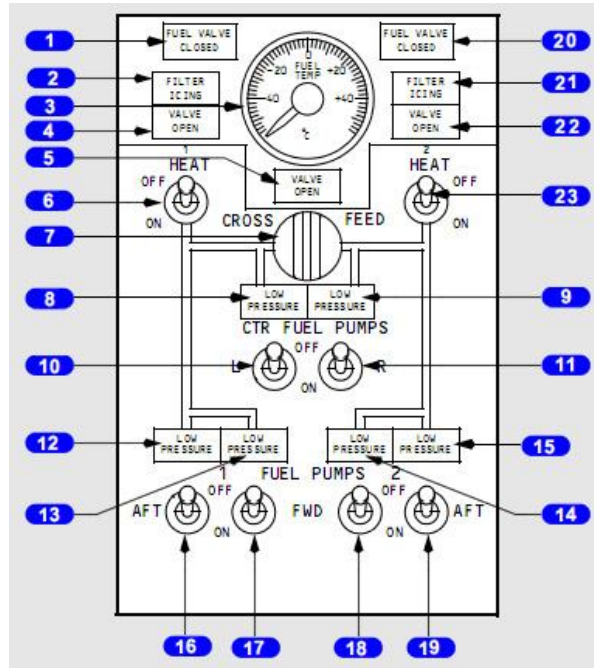 1
FUEL VALVE
CLOSED
FUEL VALVE
CLOSED
20
2
FILTER
ICING
0
-20
FUEL
TEMP
+20
FILTER
ICING
21
3
-40
+40
4
VALVE
OPEN
°C
VALVE
OPEN
22
5
1
HEAT
VALVE
OPEN
2
HEAT
OFF
OFF
23
6
ON
ON
CROSS FEED
7
8
LOW
PRESSURE
LOW
PRESSURE
9
CTR FUEL PUMPS
OFF
10
L
R
11
ON
12
LOW
PRESSURE
LOW
PRESSURE
LOW
PRESSURE
LOW
PRESSURE
15
1 FUEL PUMPS 2
13
OFF
OFF
14
AFT
FWD
AFT
ON
ON
16
17
18
19